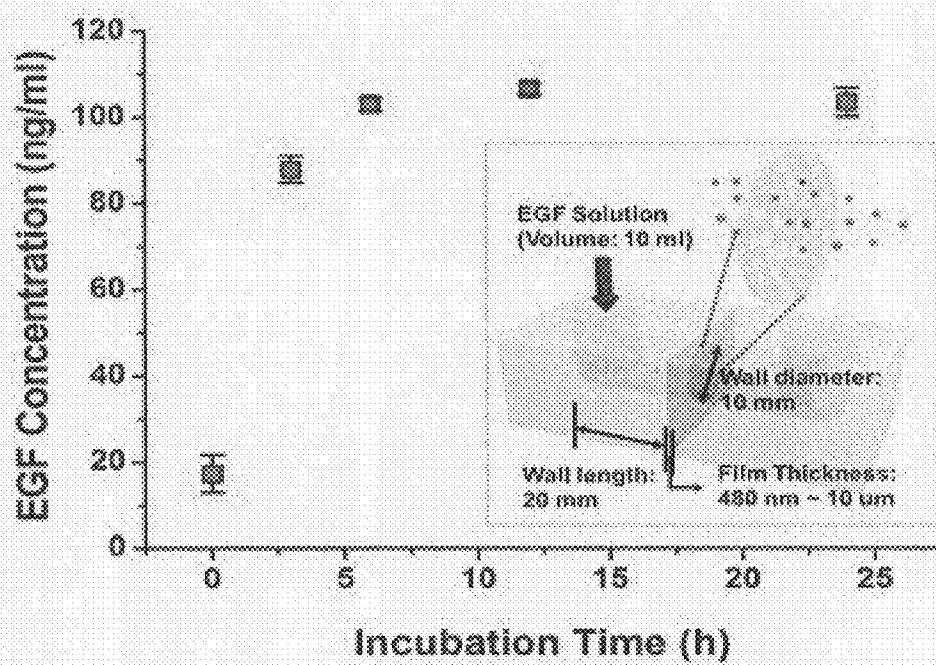 120
100
80
60
40
20
0
EGF Concentration (ng/ml)
EGF Solution
(Volume: 10 ml)
Wall diameter:
10 mm
Wall length:
20 mm
Film Thickness:
480 nm ~ 10 um
0 5 10 15 20 25
Incubation Time (h)